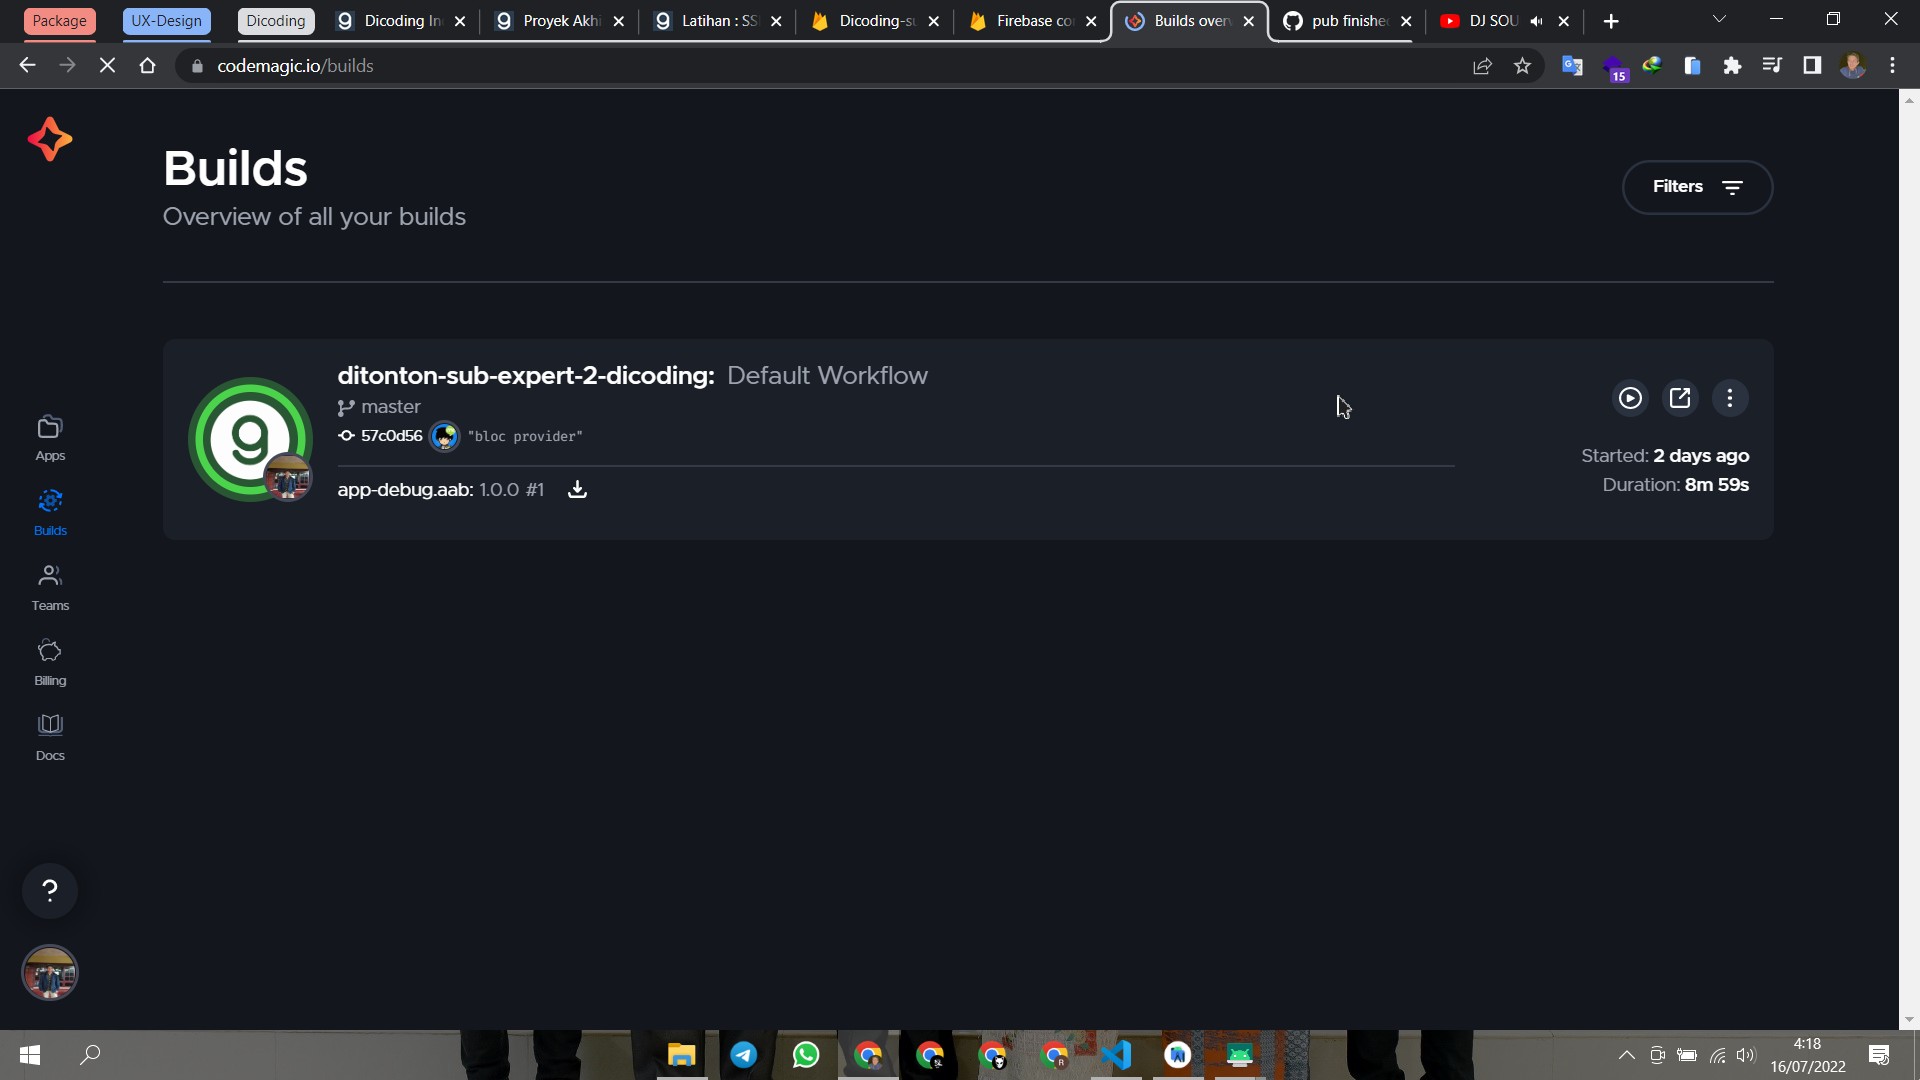 Package
UX-Design
Dicoding
Dicoding In
Proyek Akhi
Latihan : SS
Dicoding-su
Firebase co
Builds over
pub finishe
DJ SOU
codemagic.io/builds
15
Builds
Overview of all your builds
Filters
ditonton-sub-expert-2-dicoding: Default Workflow
master
57c0d56 "bloc provider"
Started: 2 days ago
app-debug.aab: 1.0.0 #1
Duration: 8m 59s
Apps
Builds
Teams
Billing
Docs
?
4:18
16/07/2022